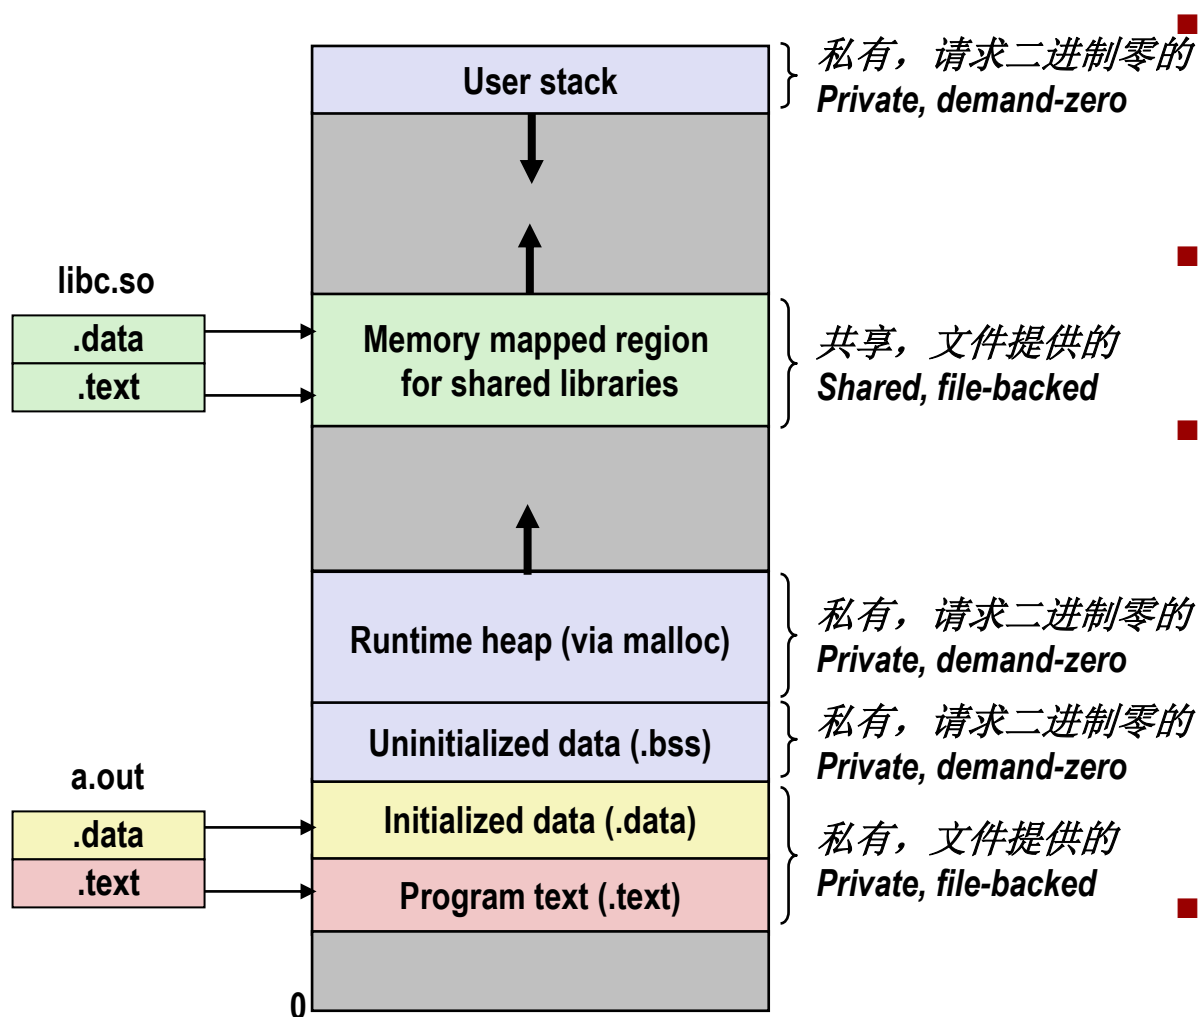 User stack
私有，请求二进制零的
Private, demand-zero
libc.so
.data
.text
Memory mapped region
for shared libraries
共享，文件提供的
Shared, file-backed
Runtime heap (via malloc)
私有，请求二进制零的
Private, demand-zero
Uninitialized data (.bss)
私有，请求二进制零的
Private, demand-zero
a.out
.data
.text
Initialized data (.data)
Program text (.text)
私有，文件提供的
Private, file-backed
0